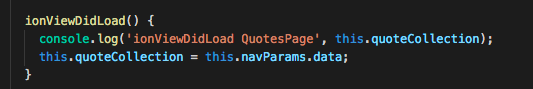 ionViewDidLoad() {
  console.log('ionViewDidLoad QuotesPage', this.quoteCollection);
  this.quoteCollection = this.navParams.data;
}